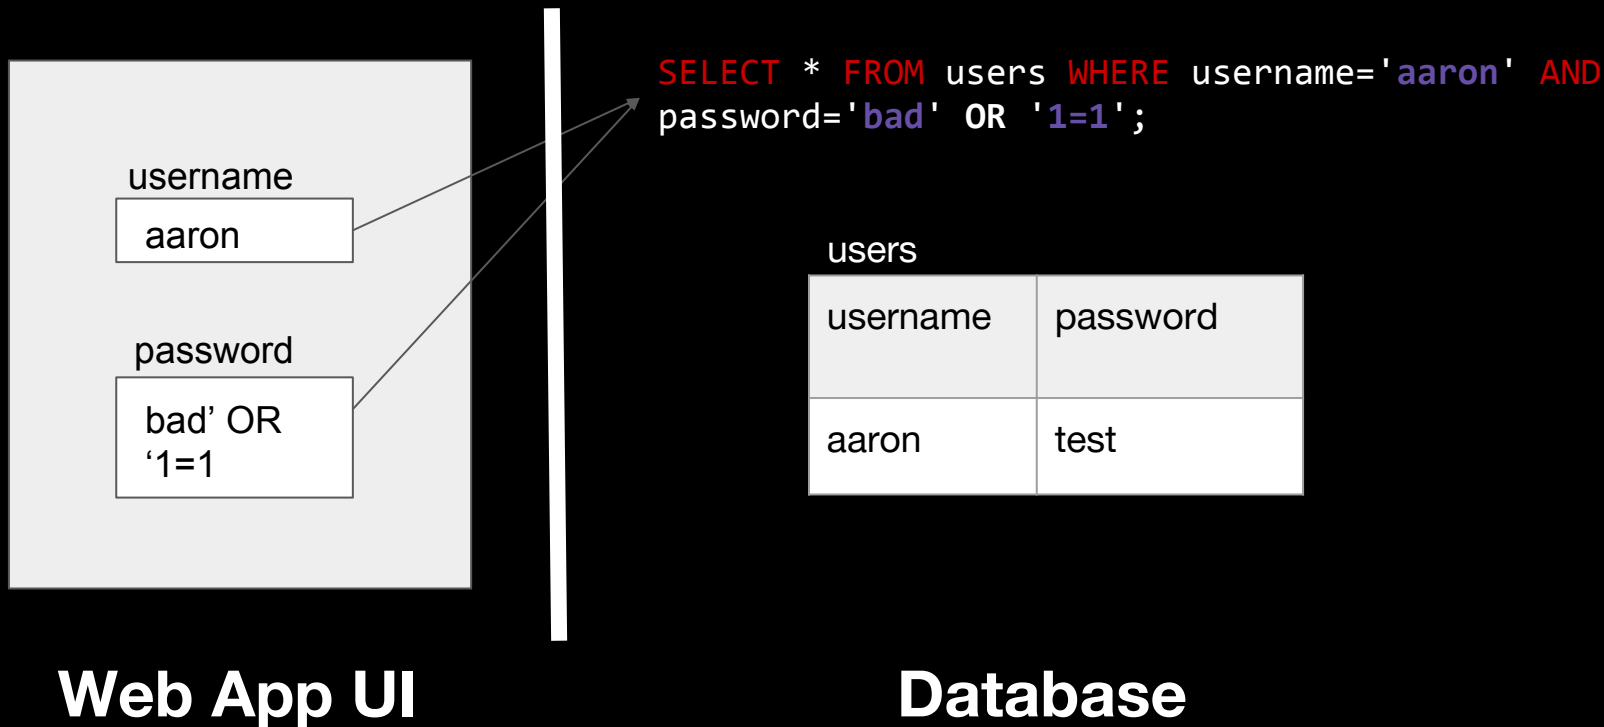 SELECT * FROM users WHERE username='aaron' AND
password='bad' OR '1=1';
username
aaron
password
bad’ OR
‘1=1
users
username password
aaron test
Web App UI
Database